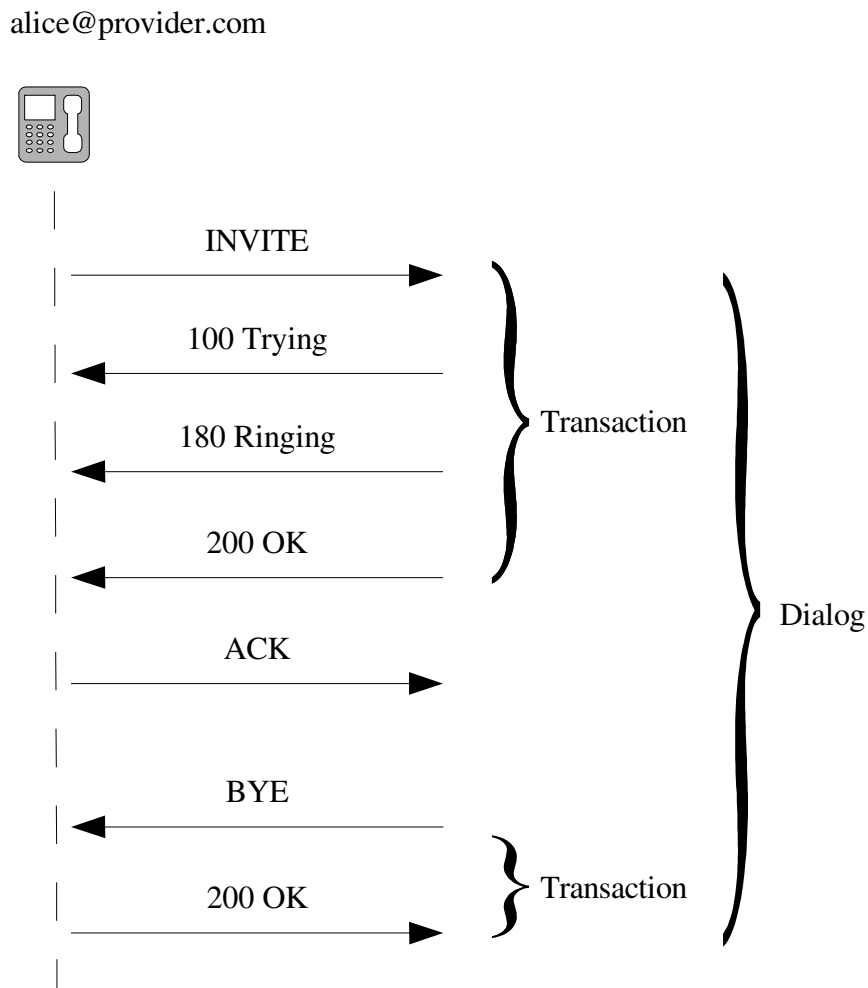 alice@provider.com
INVITE
100 Trying
180 Ringing
Transaction
200 OK
Dialog
ACK
BYE
200 OK
Transaction